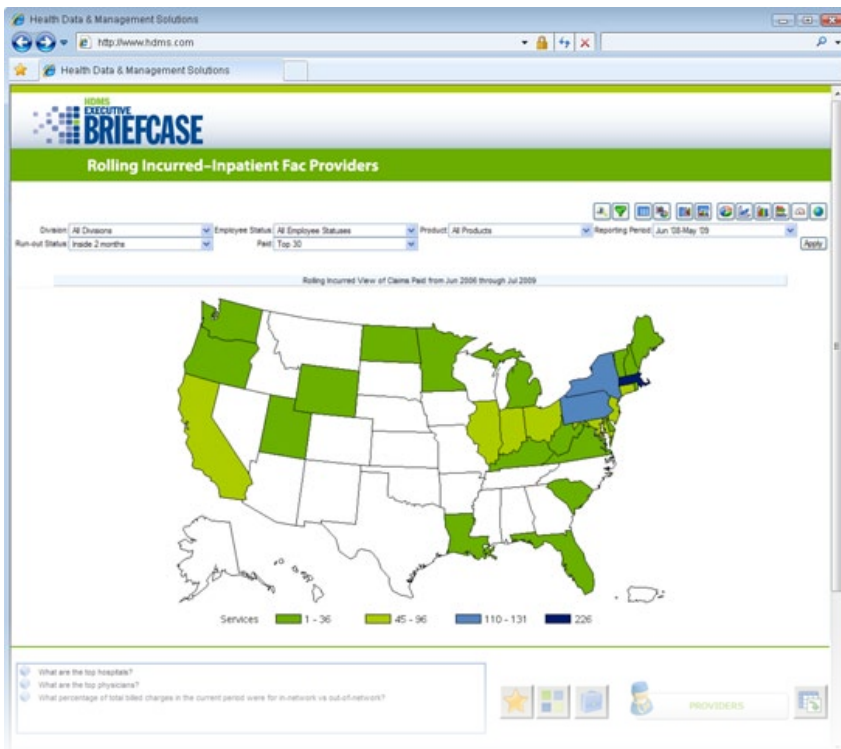 Health Data & Management Solutions
http://www.hdms.com
Health Data & Management Solutions
HDMS
EXECUTIVE
BRIEFCASE
Rolling Incurred–Inpatient Fac Providers
Division All Divisions Employee Status All Employee Statuses Product All Products Reporting Period Jun '08-May '09
Run-out Status Inside 2 months Paid Top 30 Apply
Rolling Incurred View of Claims Paid from Jun 2006 through Jul 2009
Services 1 - 36 45 - 96 110 - 131 226
What are the top hospitals?
What are the top physicians?
What percentage of total billed charges in the current period were for in-network vs out-of-network?
PROVIDERS